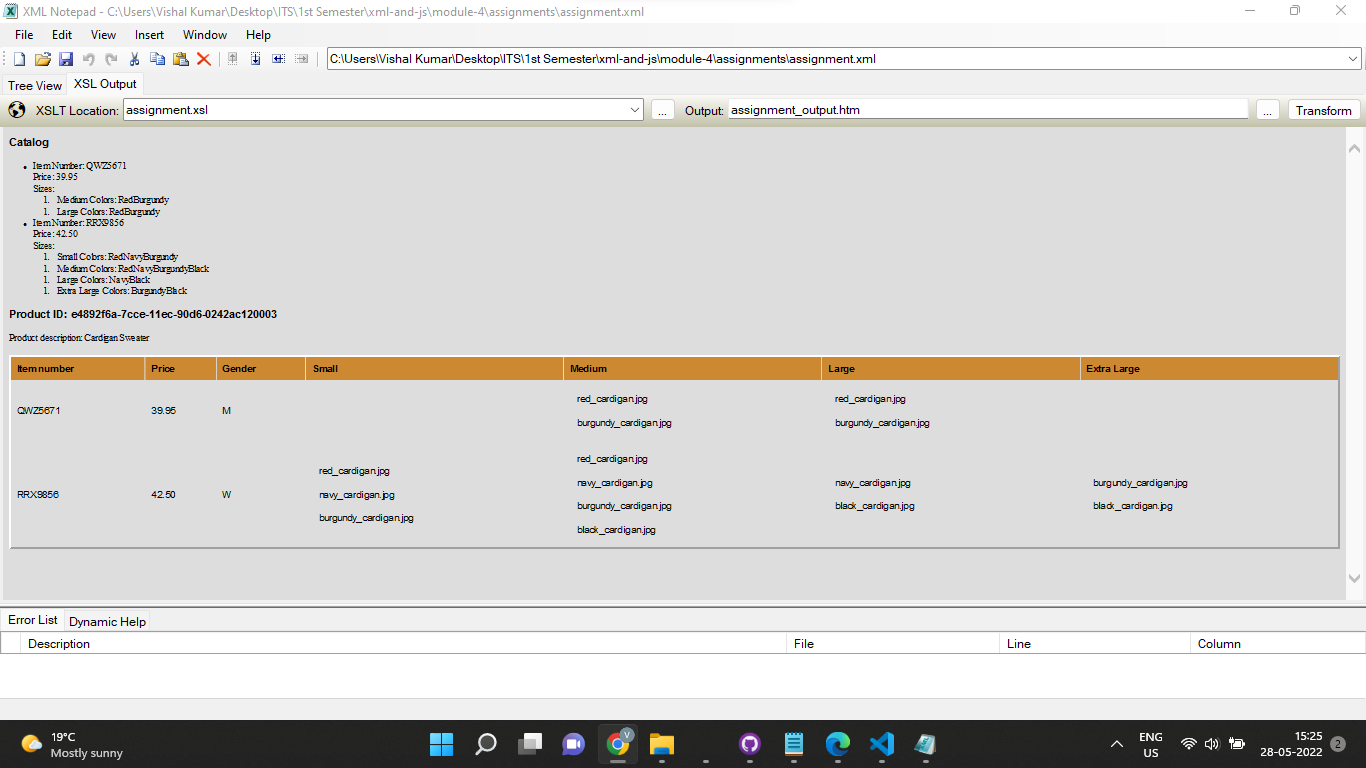 XML Notepad - C:\Users\Vishal Kumar\Desktop\ITS\1st Semester\xml-and-js\module-4\assignments\assignment.xml
File Edit View Insert Window Help
C:\Users\Vishal Kumar\Desktop\ITS\1st Semester\xml-and-js\module-4\assignments\assignment.xml
Tree View XSL Output
XSLT Location: assignment.xsl ... Output: assignment_output.htm ... Transform
Catalog
• Item Number: QWZ5671
Price: 39.95
Sizes:
1. Medium Colors: RedBurgundy
1. Large Colors: RedBurgundy
• Item Number: RRX9856
Price: 42.50
Sizes:
1. Small Colors: RedNavyBurgundy
1. Medium Colors: RedNavyBurgundyBlack
1. Large Colors: NavyBlack
1. Extra Large Colors: BurgundyBlack
Product ID: e4892f6a-7cce-11ec-90d6-0242ac120003
Product description: Cardigan Sweater
Item number Price Gender Small Medium Large Extra Large
red_cardigan.jpg red_cardigan.jpg
QWZ5671 39.95 M
burgundy_cardigan.jpg burgundy_cardigan.jpg
red_cardigan.jpg
red_cardigan.jpg
navy_cardigan.jpg navy_cardigan.jpg burgundy_cardigan.jpg
RRX9856 42.50 W navy_cardigan.jpg
burgundy_cardigan.jpg black_cardigan.jpg black_cardigan.jpg
burgundy_cardigan.jpg
black_cardigan.jpg
Error List Dynamic Help
Description File Line Column
19°C
Mostly sunny
V
ENG
US
15:25
28-05-2022
2